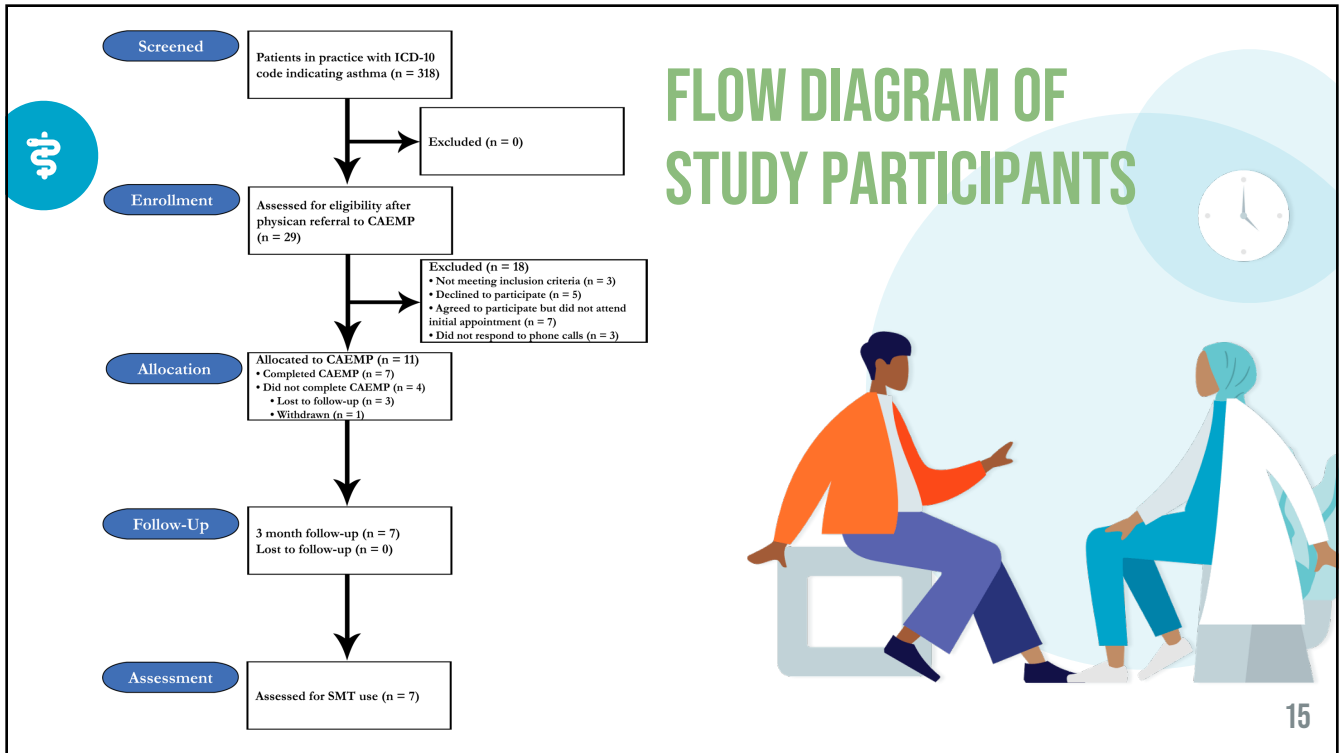 FLOW DIAGRAM OF
STUDY PARTICIPANTS
Screened
Patients in practice with ICD-10
code indicating asthma (n = 318)
Excluded (n = 0)
Enrollment
Assessed for eligibility after
physican referral to CAEMP
(n = 29)
Excluded (n = 18)
• Not meeting inclusion criteria (n = 3)
• Declined to participate (n = 5)
• Agreed to participate but did not attend
initial appointment (n = 7)
• Did not respond to phone calls (n = 3)
Allocation
Allocated to CAEMP (n = 11)
• Completed CAEMP (n = 7)
• Did not complete CAEMP (n = 4)
• Lost to follow-up (n = 3)
• Withdrawn (n = 1)
Follow-Up
3 month follow-up (n = 7)
Lost to follow-up (n = 0)
Assessment
Assessed for SMT use (n = 7)
15